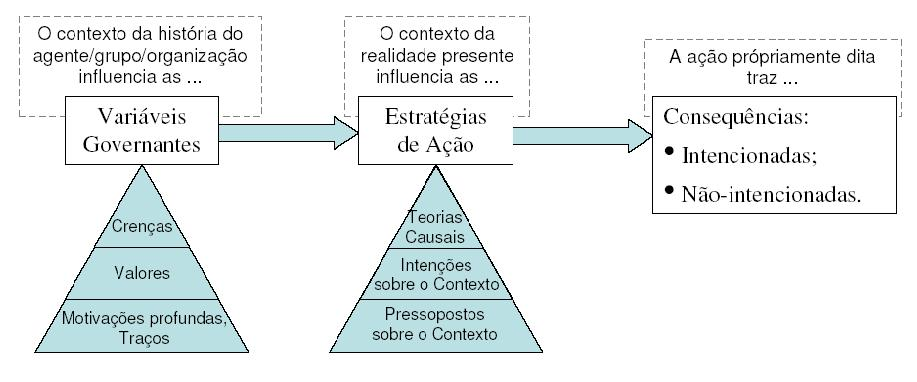 O contexto da história do
agente/grupo/organização
influencia as ...
Variáveis
Governantes
Crenças
Valores
Motivações profundas,
Traços
O contexto da
realidade presente
influencia as ...
Estratégias
de Ação
Teorias
Causais
Intenções
sobre o Contexto
Pressopostos
sobre o Contexto
A ação própriamente dita
traz ...
Consequências:
• Intencionadas;
• Não-intencionadas.